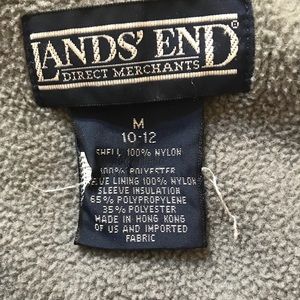 LANDS' END®
DIRECT MERCHANTS
M
10-12
SHELL 100% NYLON
100% POLYESTER
VE LINING 100% NYLON
SLEEVE INSULATION
65% POLYPROPYLENE
35% POLYESTER
MADE IN HONG KONG
OF US AND IMPORTED
FABRIC